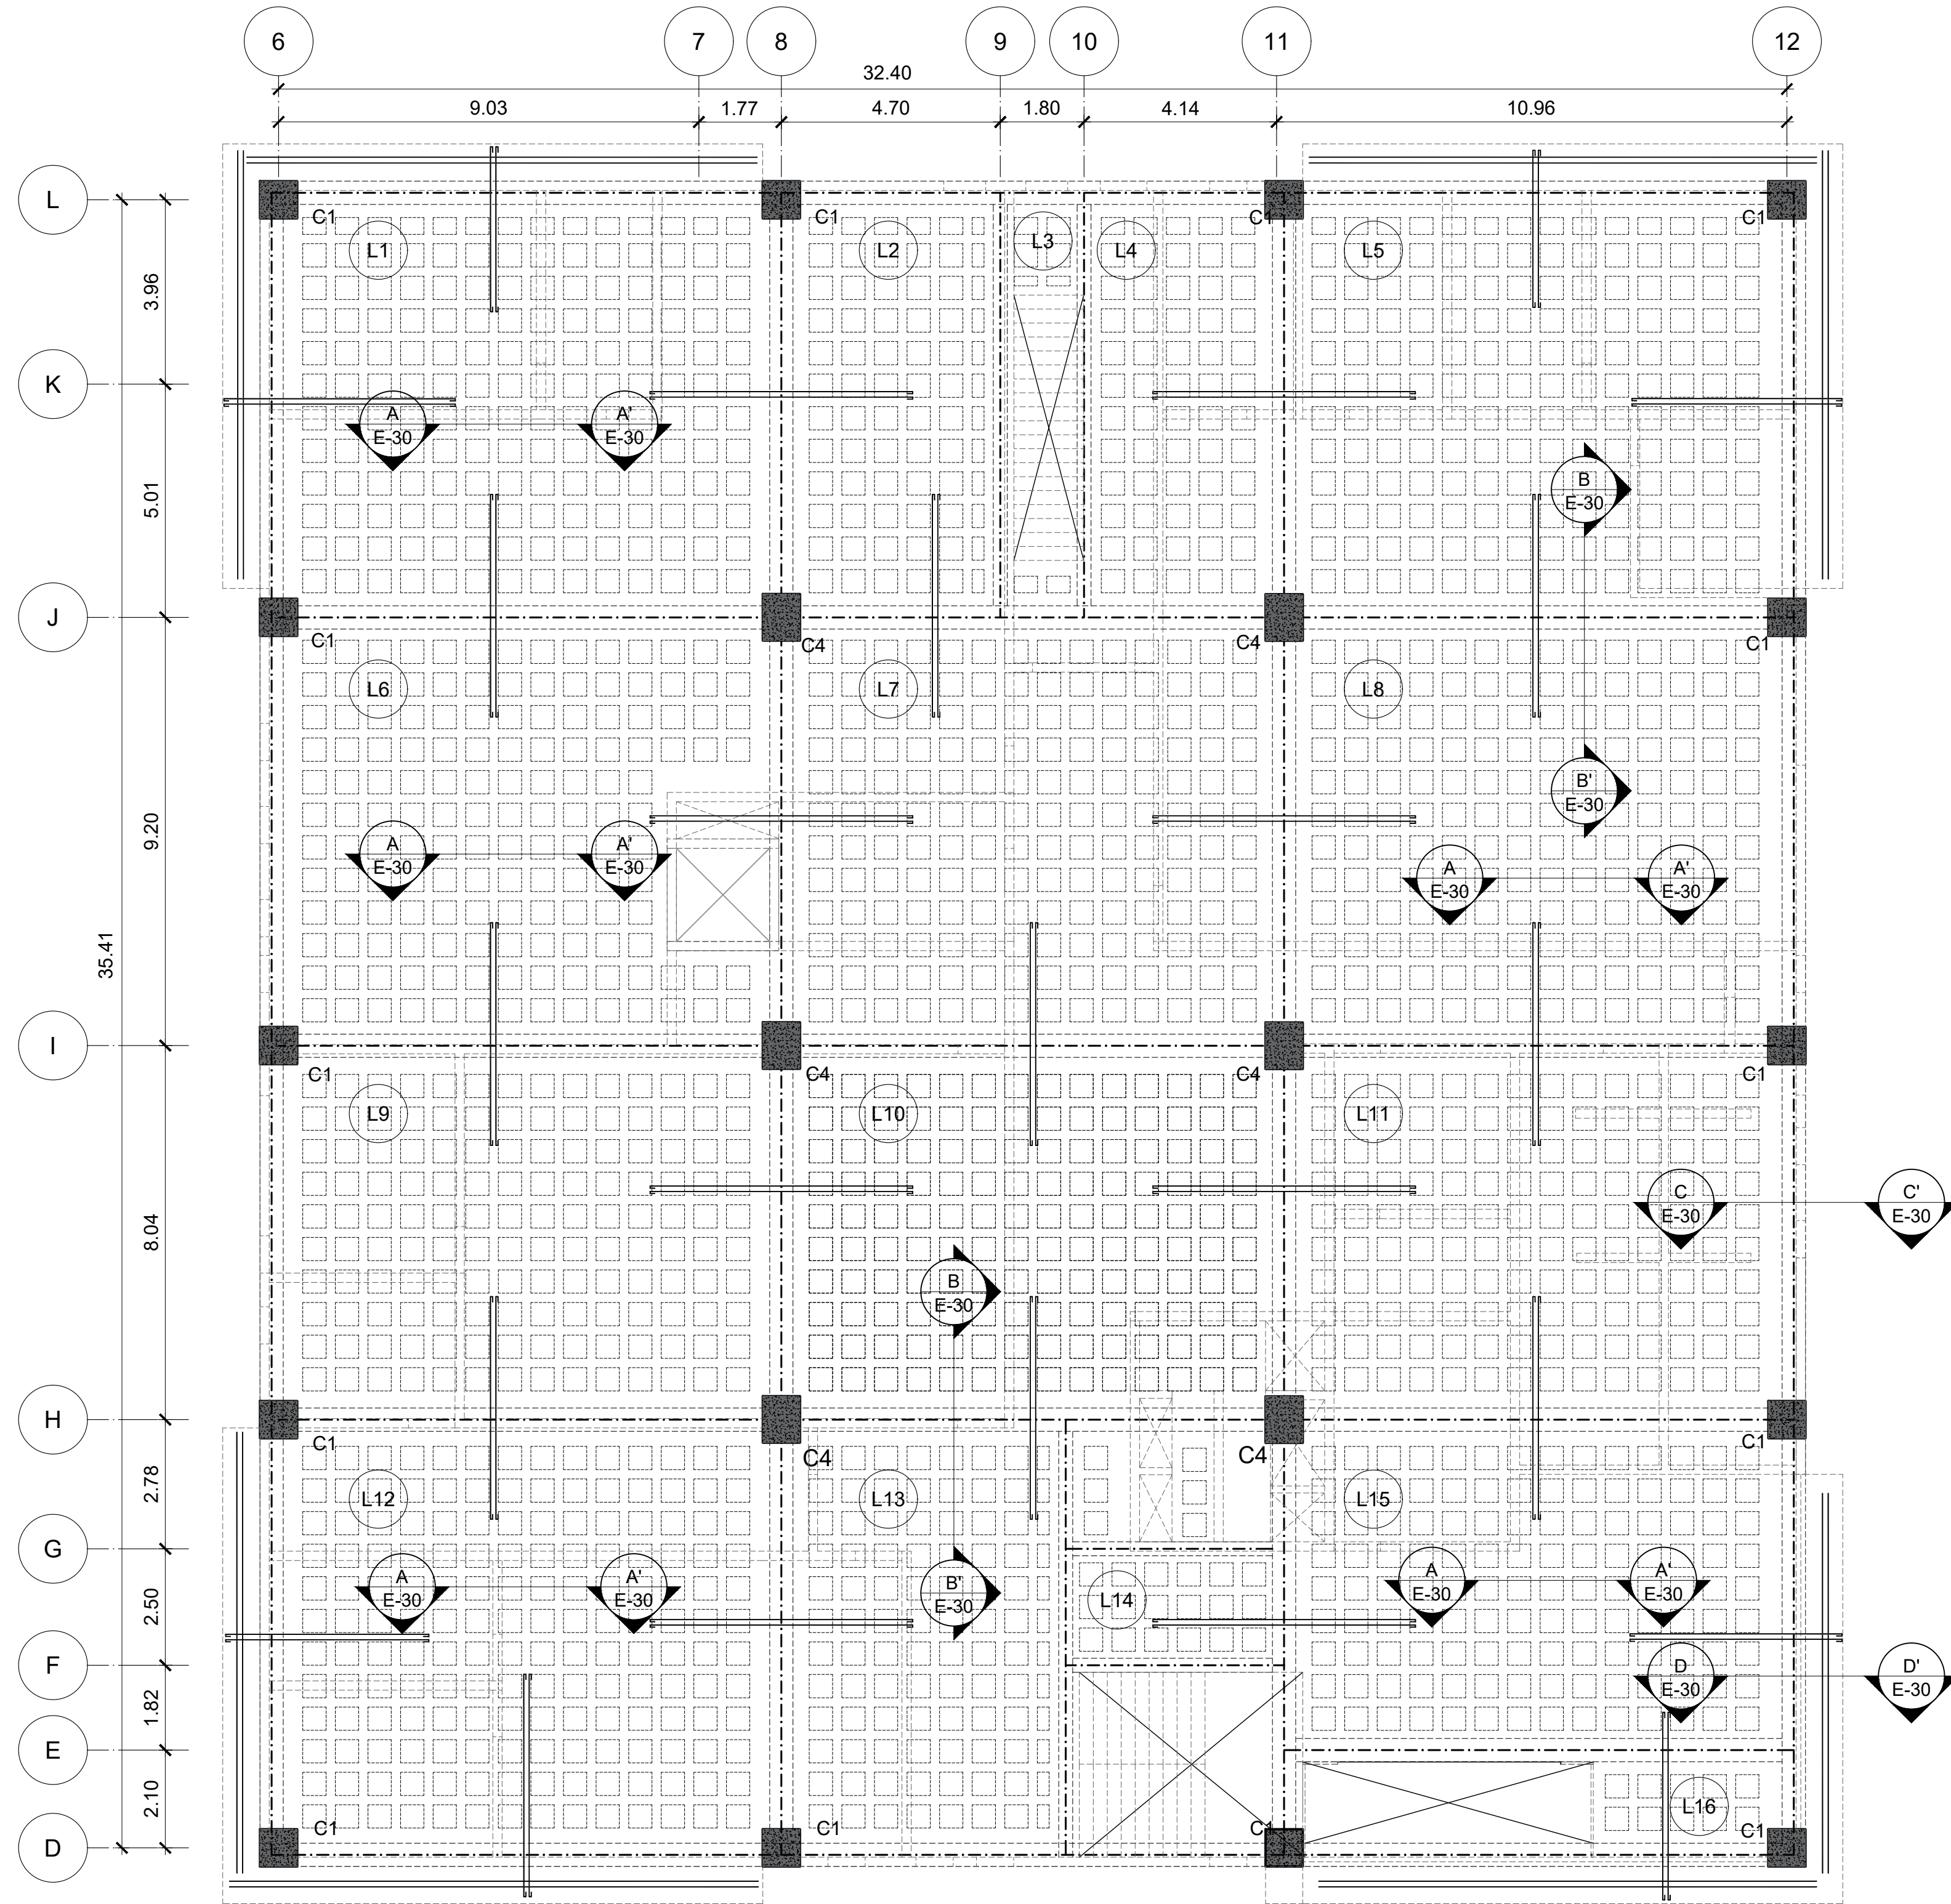 6 7 8 9 10 11 12
32.40
9.03 1.77 4.70 1.80 4.14 10.96
L
C1 C1 C1 C1
L1 L2 L3 L4 L5
3.96
K
A A'
E-30 E-30
B
E-30
5.01
J
C1 C4 C4 C1
L6 L7 L8
B'
E-30
9.20
A A'
E-30 E-30
A A'
E-30 E-30
35.41
I
C1 C4 C4 C1
L9 L10 L11
C C'
E-30 E-30
8.04
B
E-30
H
C1 C4 C4 C1
2.78
L12 L13 L15
G
A A'
E-30 E-30
B'
E-30
A A'
E-30 E-30
2.50
L14
F
D D'
E-30 E-30
1.82
E
2.10
L16
C1 C1 C1 C1
D